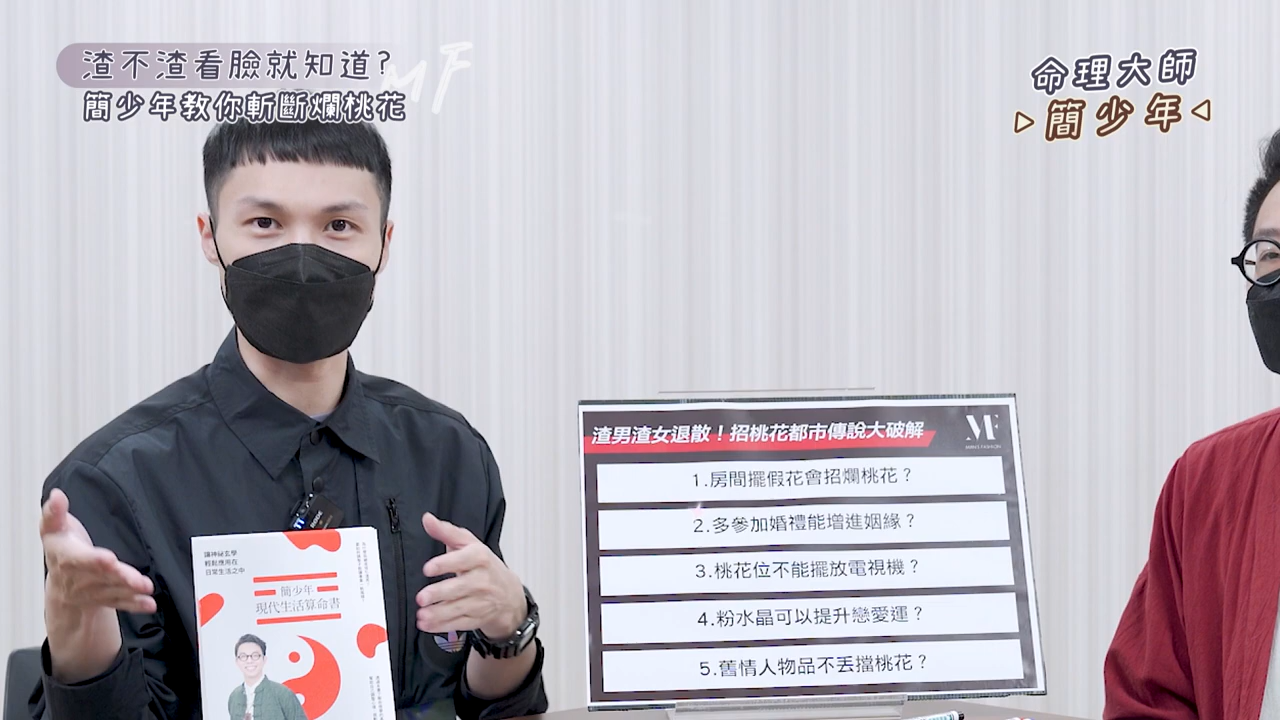 渣不渣看臉就知道?
簡少年教你斬斷爛桃花
MF
命理大師
簡少年
渣男渣女退散！招桃花都市傳說大破解
MF
1.房間擺假花會招爛桃花？
2.多參加婚禮能增進姻緣？
3.桃花位不能擺放電視機？
4.粉水晶可以提升戀愛運？
5.舊情人物品不丟擋桃花？
讓神祕玄學
輕鬆應用在
日常生活之中
簡少年
現代生活算命書